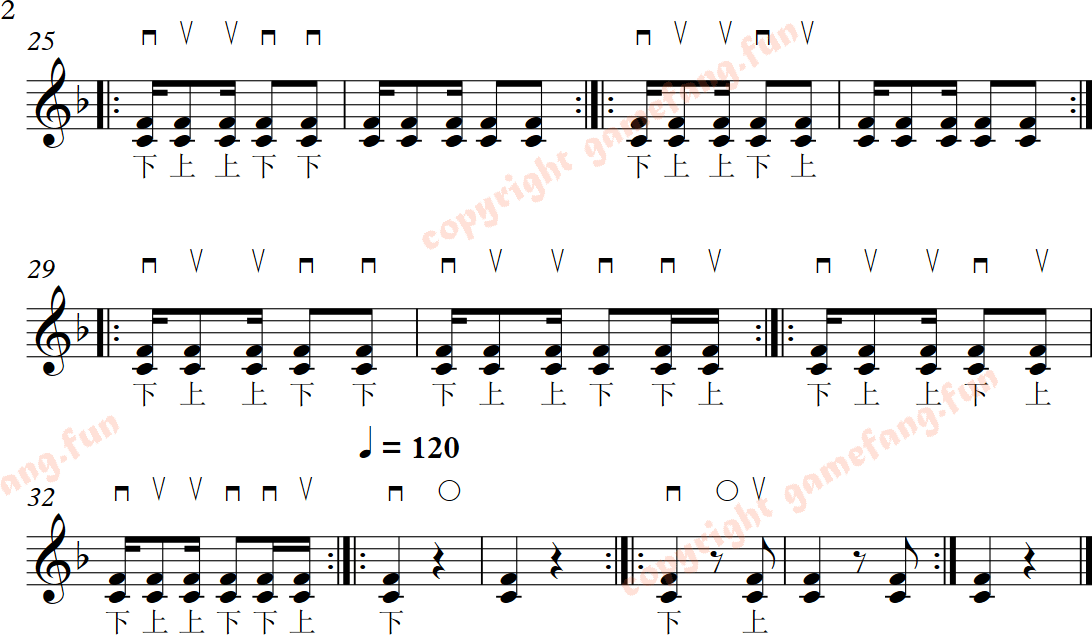 2
25
下 上 上 下 下 下 上 上 下 上
29
下 上 上 下 下 下 上 上 下 下 上 下 上 上 下 上
= 120
32
下 上 上 下 下 上 下 下 上
copyright gamefang.fun
ang.fun
copyright gamefang.fun